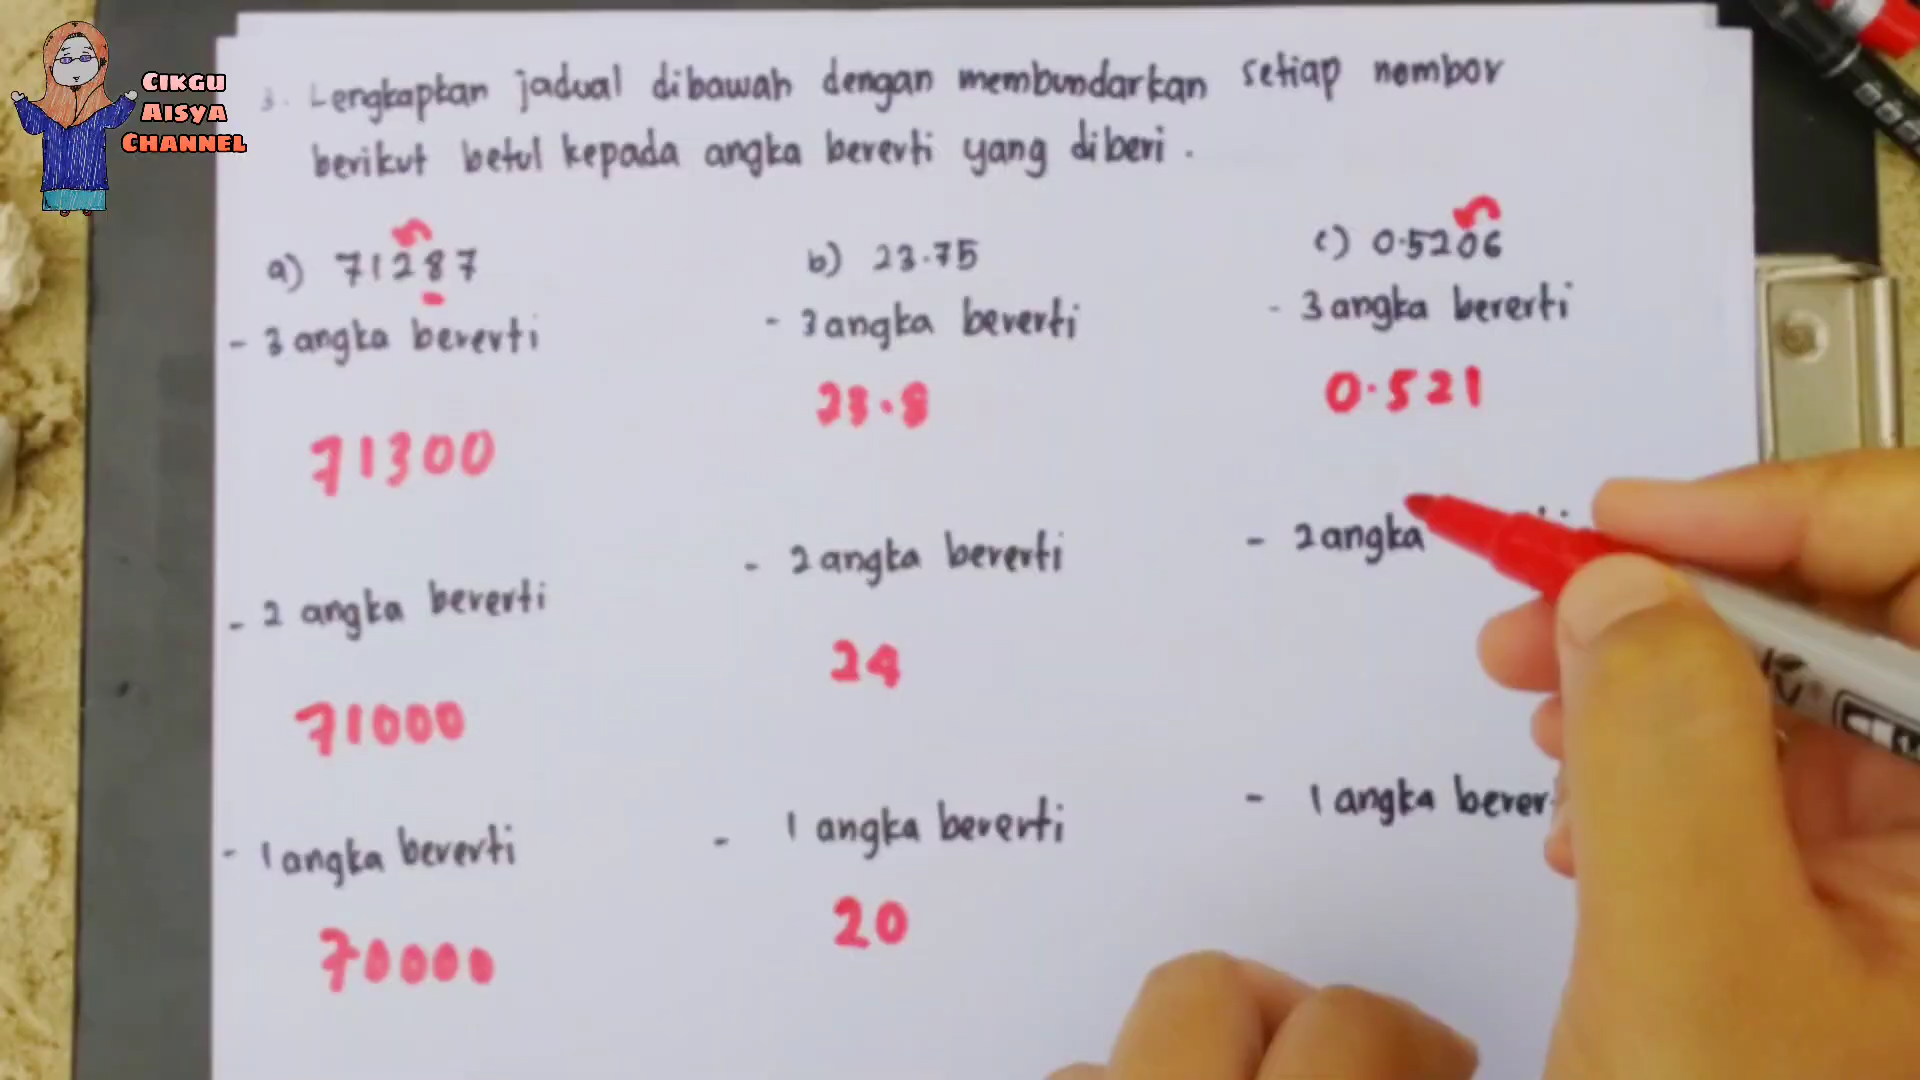 CIKGU
AISYA
CHANNEL
3. Lengkapkan jadual dibawah dengan membundarkan setiap nombor
berikut betul kepada angka bererti yang diberi.
a) 71287
- 3 angka bererti
71300
- 2 angka bererti
71000
- 1 angka bererti
70000
b) 23.75
- 3 angka bererti
23.8
- 2 angka bererti
24
- 1 angka bererti
20
c) 0.5206
- 3 angka bererti
0.521
- 2 angka
- 1 angka berer